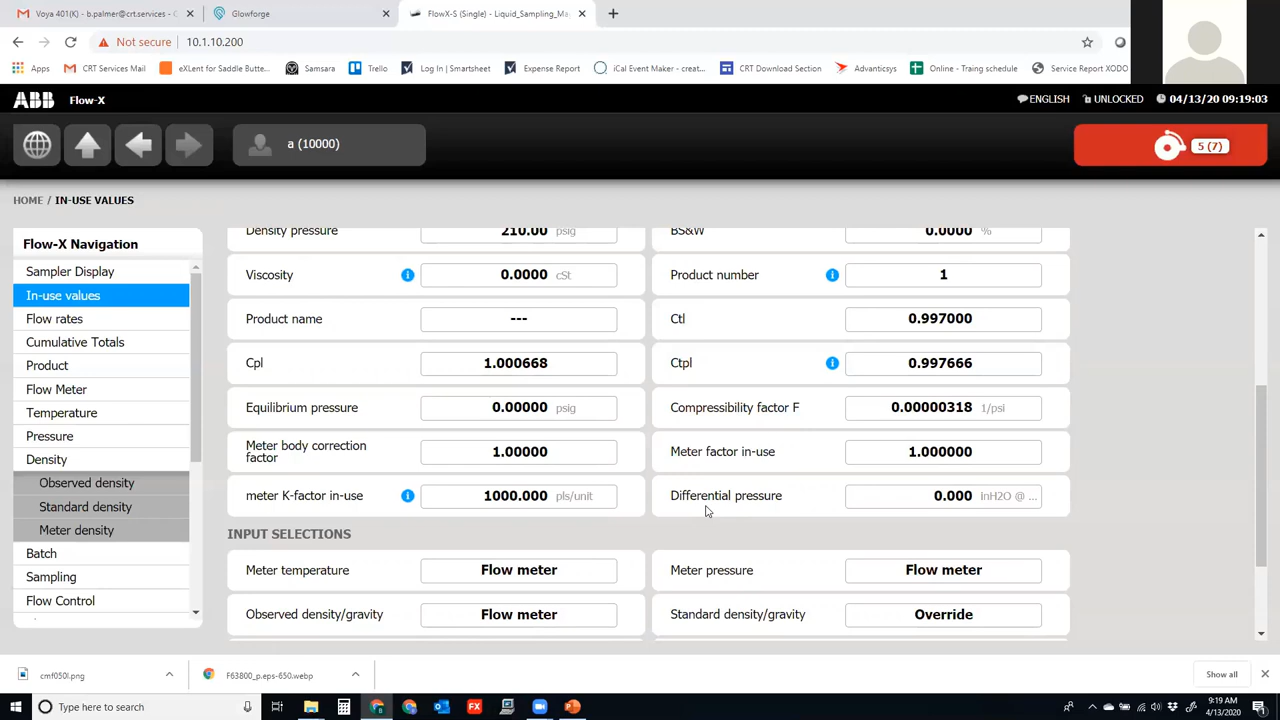 Voya 401(K) - b.palmer@crt.services - C
Glowforge
FlowX-S (Single) - Liquid_Sampling_Ma
Not secure 10.1.10.200
Apps
CRT Services Mail
eXLent for Saddle Butte...
Samsara
Trello
Log In | Smartsheet
Expense Report
iCal Event Maker - creat...
CRT Download Section
Advanticsys
Online - Traing schedule
Service Report XODO
ABB Flow-X
ENGLISH UNLOCKED 04/13/20 09:19:03
a (10000)
5 (7)
HOME / IN-USE VALUES
Flow-X Navigation
Sampler Display
In-use values
Flow rates
Cumulative Totals
Product
Flow Meter
Temperature
Pressure
Density
Observed density
Standard density
Meter density
Batch
Sampling
Flow Control
Density pressure 210.00 psig
BS&W 0.0000 %
Viscosity 0.0000 cSt
Product number 1
Product name ---
Ctl 0.997000
Cpl 1.000668
Ctpl 0.997666
Equilibrium pressure 0.00000 psig
Compressibility factor F 0.00000318 1/psi
Meter body correction
factor 1.00000
Meter factor in-use 1.000000
meter K-factor in-use 1000.000 pls/unit
Differential pressure 0.000 inH2O @ ...
INPUT SELECTIONS
Meter temperature Flow meter
Meter pressure Flow meter
Observed density/gravity Flow meter
Standard density/gravity Override
cmf050l.png
F63800_p.eps-650.webp
Show all
Type here to search
FX
9:19 AM
4/13/2020